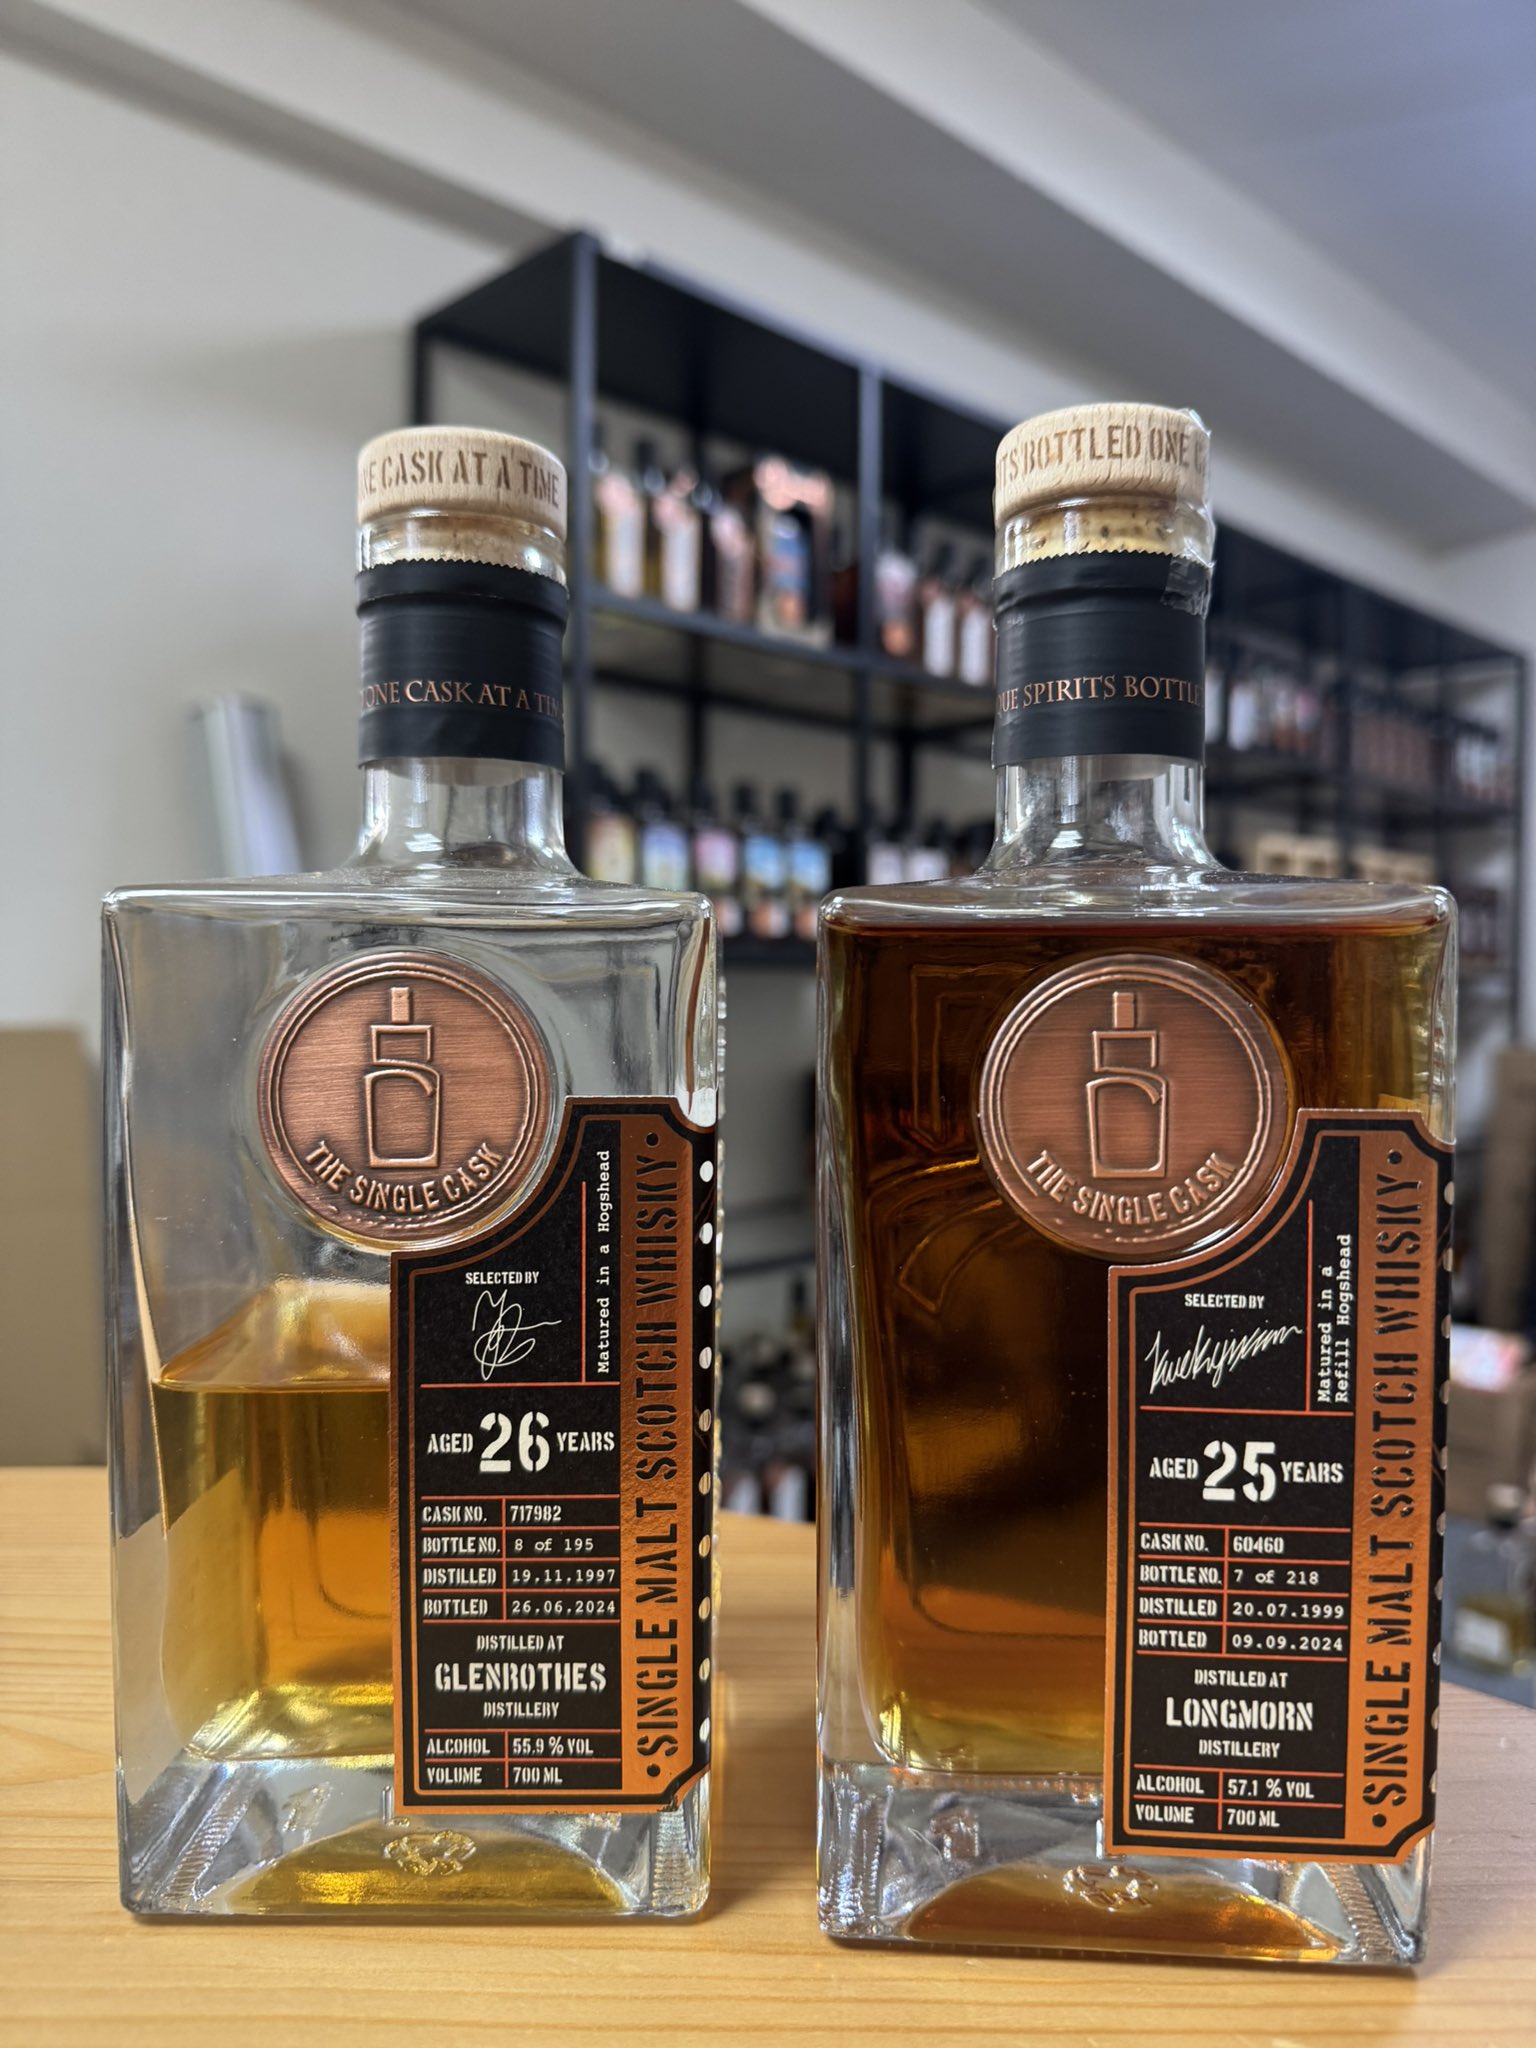 ONE CASK AT A TIME
ONE CASK AT A TIM
THE SINGLE CASK
Matured in a Hogshead
SELECTED BY
AGED 26 YEARS
CASK NO. 717982
BOTTLE NO. 8 of 195
DISTILLED 19.11.1997
BOTTLED 26.06.2024
DISTILLED AT
GLENROTHES
DISTILLERY
ALCOHOL 55.9 % VOL
VOLUME 700 ML
SINGLE MALT SCOTCH WHISKY
BOTTLED ONE
SPIRITS BOTTLE
THE SINGLE CASK
Matured in a
Refill Hogshead
SELECTED BY
AGED 25 YEARS
CASK NO. 60460
BOTTLE NO. 7 of 218
DISTILLED 20.07.1999
BOTTLED 09.09.2024
DISTILLED AT
LONGMORN
DISTILLERY
ALCOHOL 57.1 % VOL
VOLUME 700 ML
SINGLE MALT SCOTCH WHISKY